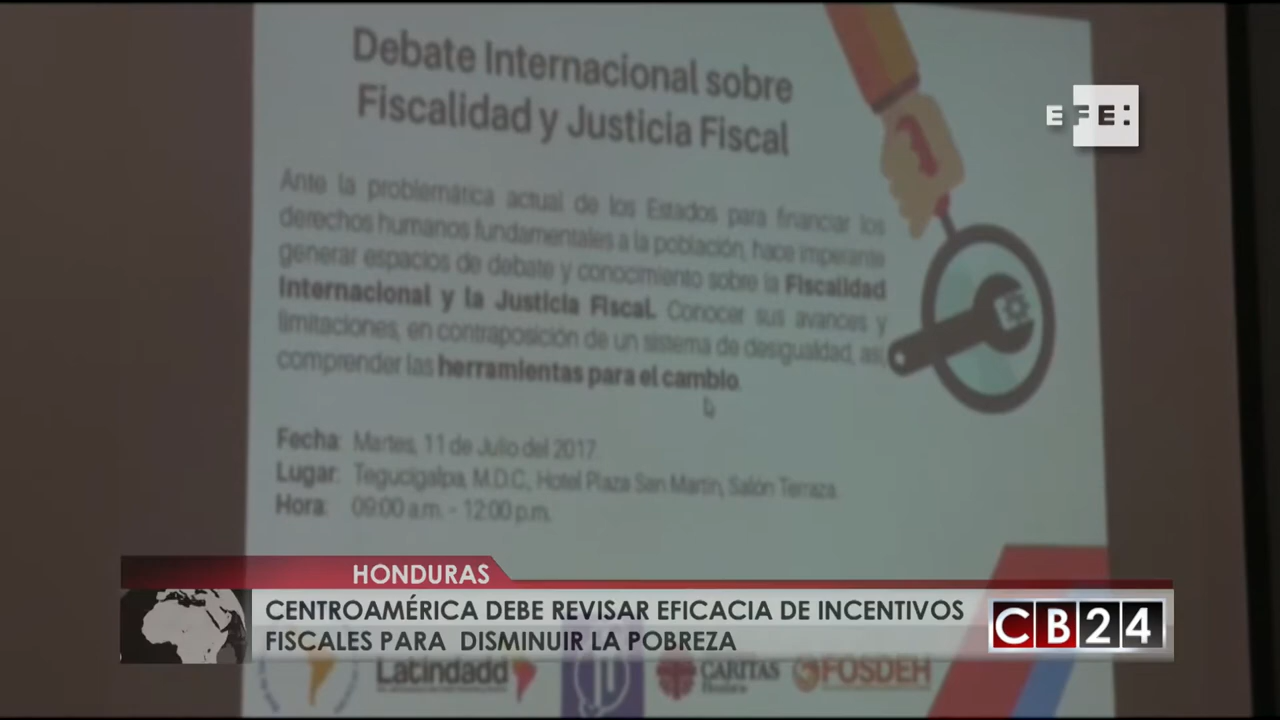 Debate Internacional sobre
Fiscalidad y Justicia Fiscal
EFE:
Ante la problemática actual de los Estados para financiar los
derechos humanos fundamentales a la población, hace imperante
generar espacios de debate y conocimiento sobre la Fiscalidad
Internacional y la Justicia Fiscal. Conocer sus avances y
limitaciones, en contraposición de un sistema de desigualdad, así
comprender las herramientas para el cambio.
Fecha: Martes, 11 de Julio del 2017.
Lugar: Tegucigalpa, M.D.C., Hotel Plaza San Martín, Salón Terraza.
Hora: 09:00 a.m. - 12:00 p.m.
HONDURAS
CENTROAMÉRICA DEBE REVISAR EFICACIA DE INCENTIVOS
FISCALES PARA DISMINUIR LA POBREZA
CB24
Latindadd
CARITAS
FOSDEH